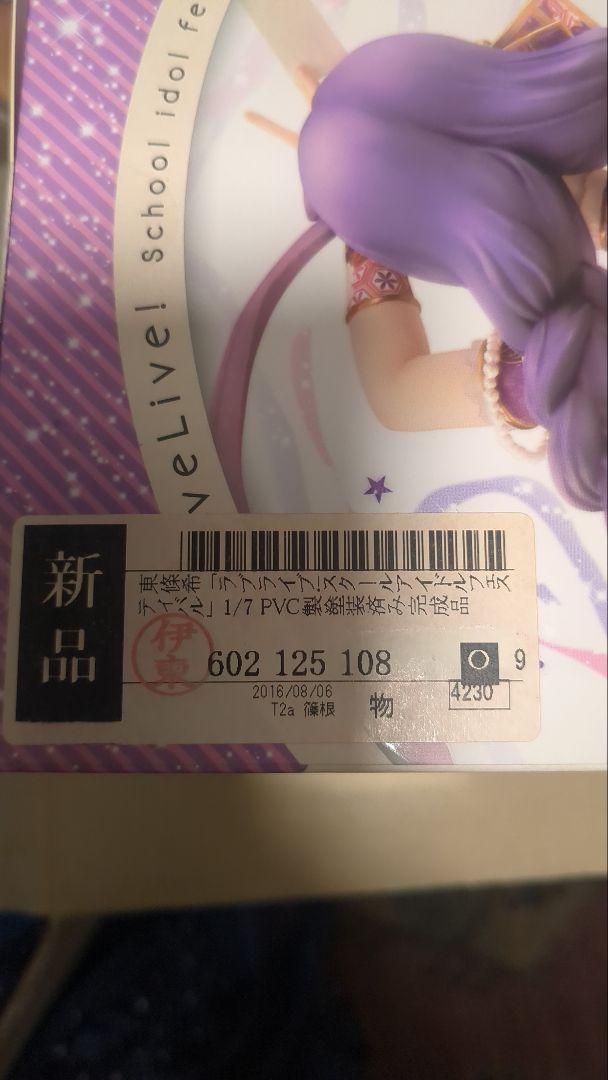 LoveLive! School idol fe
新品
東條希「ラブライブ!スクールアイドルフェス
ティバル」 1/7 PVC製塗装済み完成品
伊東
602 125 108
9
2016/08/06
4230
T2a 篠根 物